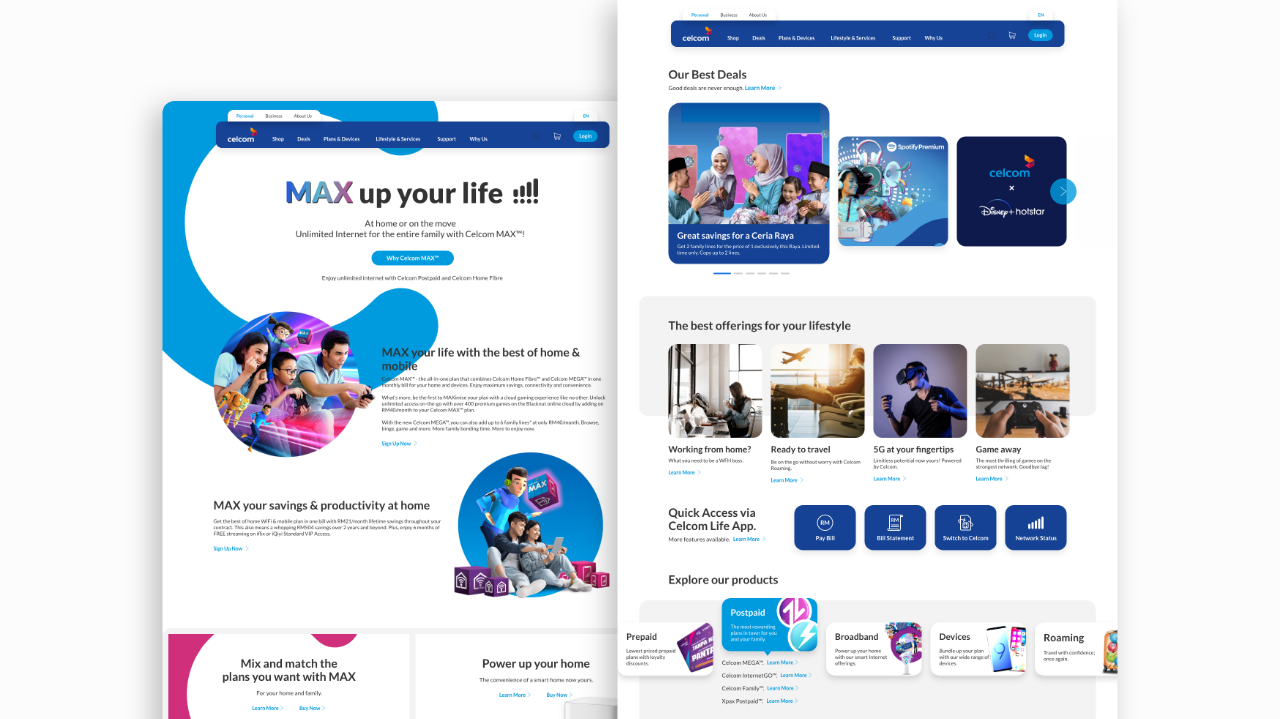 Personal Business About Us
EN
celcom
Shop Deals Plans & Devices Lifestyle & Services Support Why Us
Login
MAX up your life
At home or on the move
Unlimited Internet for the entire family with Celcom MAX™!
Why Celcom MAX™
Enjoy unlimited internet with Celcom Postpaid and Celcom Home Fibre
MAX your life with the best of home &
mobile
Celcom MAX™ - the all-in-one plan that combines Celcom Home Fibre™ and Celcom MEGA™ in one
monthly bill for your home and devices. Enjoy maximum savings, connectivity and convenience.
What's more, be the first to MAXimise your plan with a cloud gaming experience like no other. Unlock
unlimited access on-the-go with over 400 premium games on the Blacknut online cloud by adding on
RM40/month to your Celcom MAX™ plan.
With the new Celcom MEGA™, you can also add up to 6 family lines* at only RM40/month. Browse,
binge, game and more. More family bonding time. More to enjoy now.
Sign Up Now
MAX
MAX your savings & productivity at home
Get the best of home WiFi & mobile plan in one bill with RM21/month lifetime savings throughout your
contract. This also means a whopping RM504 savings over 2 years and beyond. Plus, enjoy 6 months of
FREE streaming on iflix or iQiyi Standard VIP Access.
Sign Up Now
MAX
Mix and match the
plans you want with MAX
For your home and family.
Learn More Buy Now
Power up your home
The convenience of a smart home now yours.
Learn More Buy Now
Personal Business About Us
EN
celcom
Shop Deals Plans & Devices Lifestyle & Services Support Why Us
Login
Our Best Deals
Good deals are never enough. Learn More
Great savings for a Ceria Raya
Get 2 family lines for the price of 1 exclusively this Raya. Limited
time only. Caps up to 2 lines.
Spotify Premium
celcom
×
Disney+ hotstar
The best offerings for your lifestyle
Working from home?
What you need to be a WFH boss.
Learn More
Ready to travel
Be on the go without worry with Celcom
Roaming.
Learn More
5G at your fingertips
Limitless potential now yours! Powered
by Celcom.
Learn More
Game away
The most thrilling of games on the
strongest network. Goodbye lag!
Learn More
Quick Access via
Celcom Life App.
More features available. Learn More
RM
Pay Bill
RM
Bill Statement
Switch to Celcom
Network Status
Explore our products
Prepaid
Lowest priced prepaid
plans with loyalty
discounts.
Postpaid
The most rewarding
plans in town for you
and your family.
Celcom MEGA™. Learn More
Celcom InternetGO™. Learn More
Celcom Family™. Learn More
Xpax Postpaid™. Learn More
Broadband
Power up your home
with our smart Internet
offerings.
Devices
Bundle up your plan
with our wide range of
devices.
Roaming
Travel with confidence;
once again.